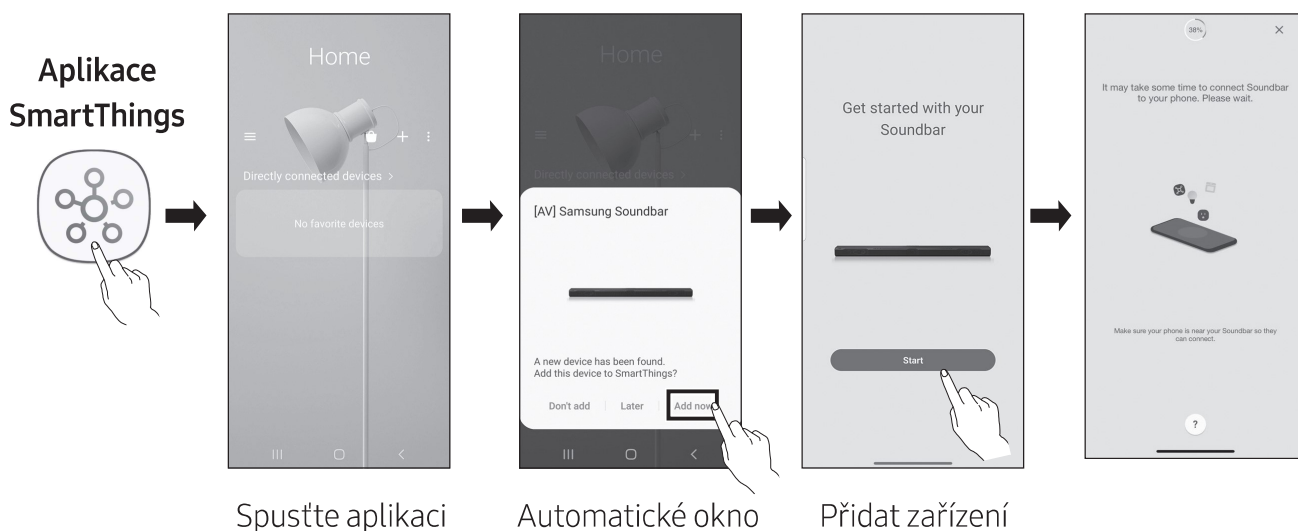 Aplikace
SmartThings
Home
Directly connected devices >
No favorite devices
Spusťte aplikaci
Home
Directly connected devices >
[AV] Samsung Soundbar
A new device has been found.
Add this device to SmartThings?
Don't add
Later
Add now
Automatické okno
Get started with your
Soundbar
Start
Přidat zařízení
38%
It may take some time to connect Soundbar
to your phone. Please wait.
Make sure your phone is near your Soundbar so they
can connect.
?